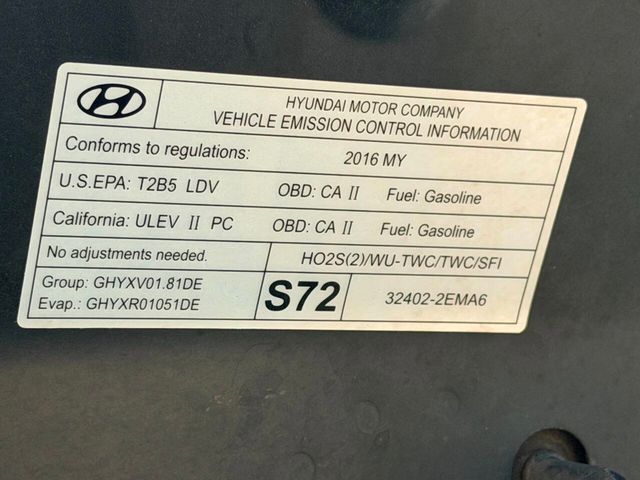 HYUNDAI MOTOR COMPANY
VEHICLE EMISSION CONTROL INFORMATION
Conforms to regulations: 2016 MY
U.S.EPA: T2B5 LDV OBD: CA II Fuel: Gasoline
California: ULEV II PC OBD: CA II Fuel: Gasoline
No adjustments needed. HO2S(2)/WU-TWC/TWC/SFI
Group: GHYXV01.81DE
Evap.: GHYXR01051DE
S72
32402-2EMA6